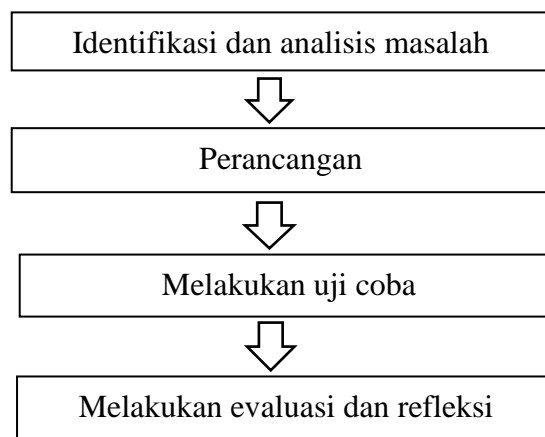 Identifikasi dan analisis masalah
Perancangan
Melakukan uji coba
Melakukan evaluasi dan refleksi